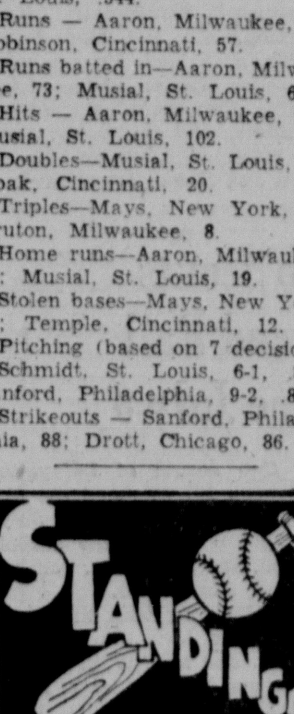 Runs — Aaron, Milwaukee,
obinson, Cincinnati, 57.
Runs batted in—Aaron, Milw
e, 73; Musial, St. Louis, 6
Hits — Aaron, Milwaukee,
usial, St. Louis, 102.
Doubles—Musial, St. Louis,
oak, Cincinnati, 20.
Triples—Mays, New York,
ruton, Milwaukee, 8.
Home runs—Aaron, Milwau
; Musial, St. Louis, 19.
Stolen bases—Mays, New Y
; Temple, Cincinnati, 12.
Pitching (based on 7 decisio
Schmidt, St. Louis, 6-1, .
nford, Philadelphia, 9-2, .8
Strikeouts — Sanford, Phila
ia, 88; Drott, Chicago, 86.
STANDING